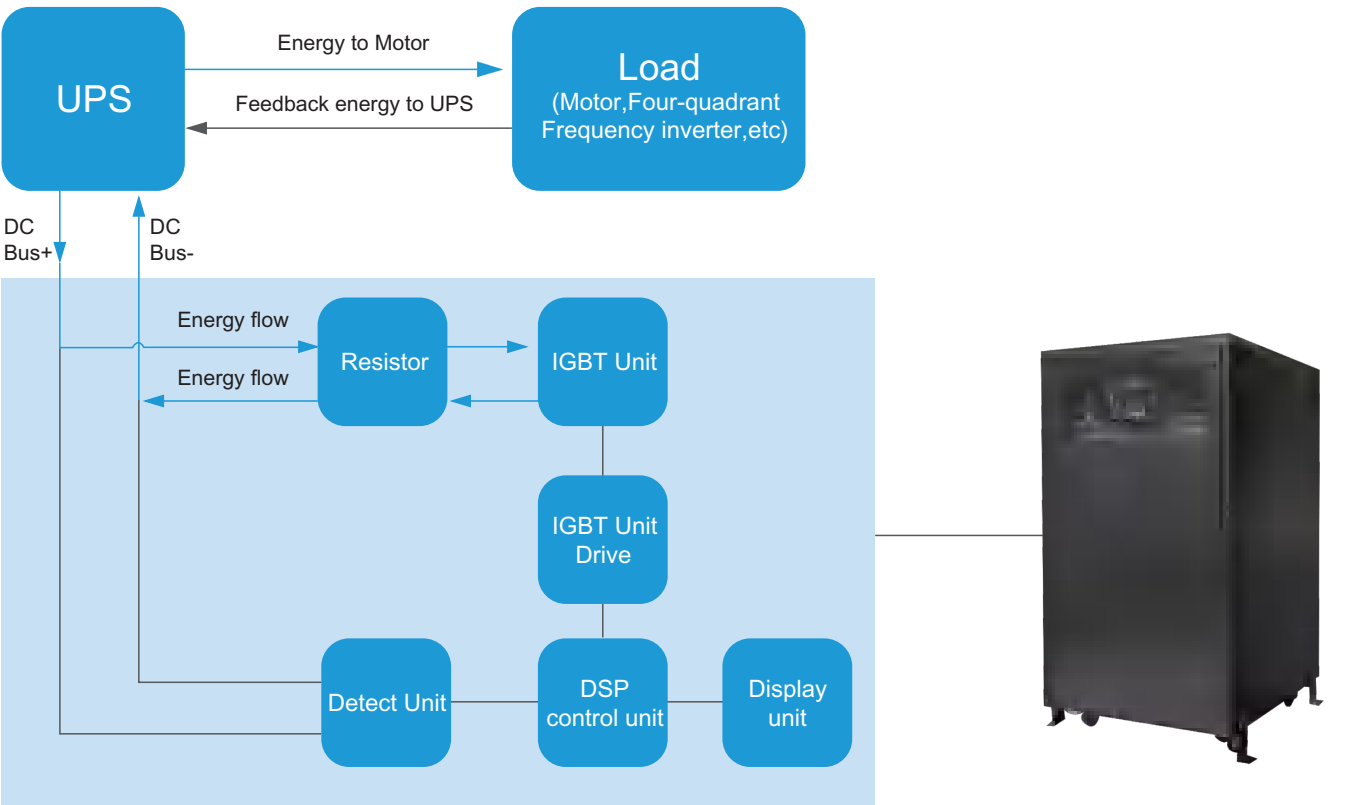 Energy to Motor
UPS
Load
(Motor,Four-quadrant
Frequency inverter,etc)
Feedback energy to UPS
DC
Bus+
DC
Bus-
Energy flow
Energy flow
Resistor
IGBT Unit
IGBT Unit
Drive
Detect Unit
DSP
control unit
Display
unit